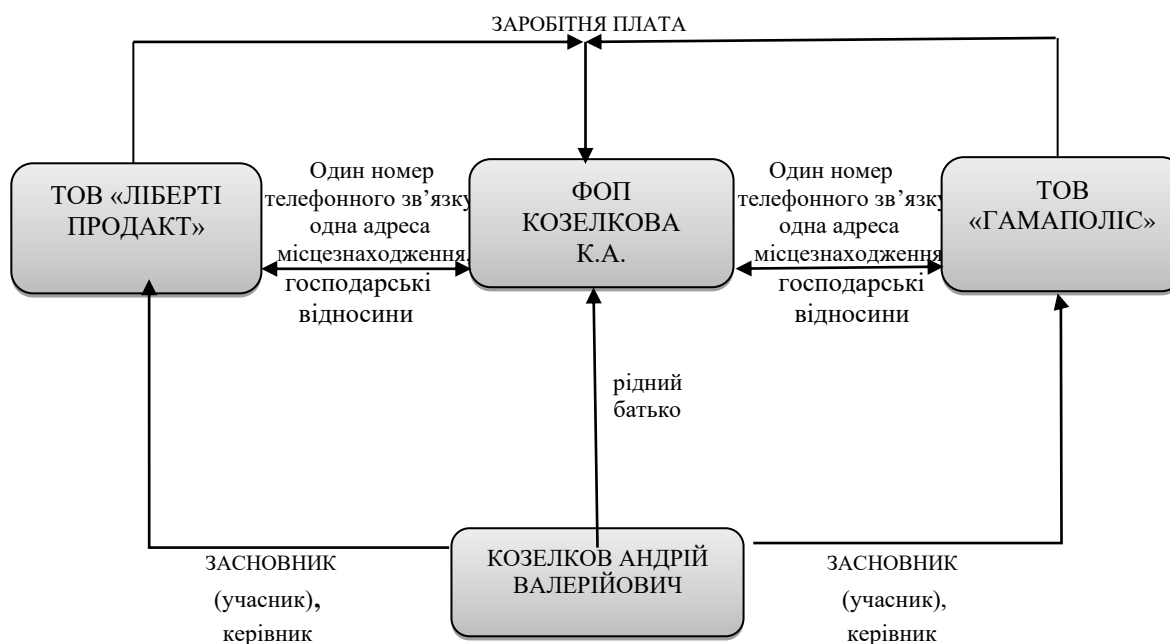 ЗАРОБІТНЯ ПЛАТА
ТОВ «ЛІБЕРТІ
ПРОДАКТ»
Один номер
телефонного зв’язку
одна адреса
місцезнаходження,
господарські
відносини
ФОП
КОЗЕЛКОВА
К.А.
Один номер
телефонного зв’язку
одна адреса
місцезнаходження
господарські
відносини
ТОВ
«ГАМАПОЛІС»
рідний
батько
КОЗЕЛКОВ АНДРІЙ
ВАЛЕРІЙОВИЧ
ЗАСНОВНИК
(учасник),
керівник
ЗАСНОВНИК
(учасник),
керівник